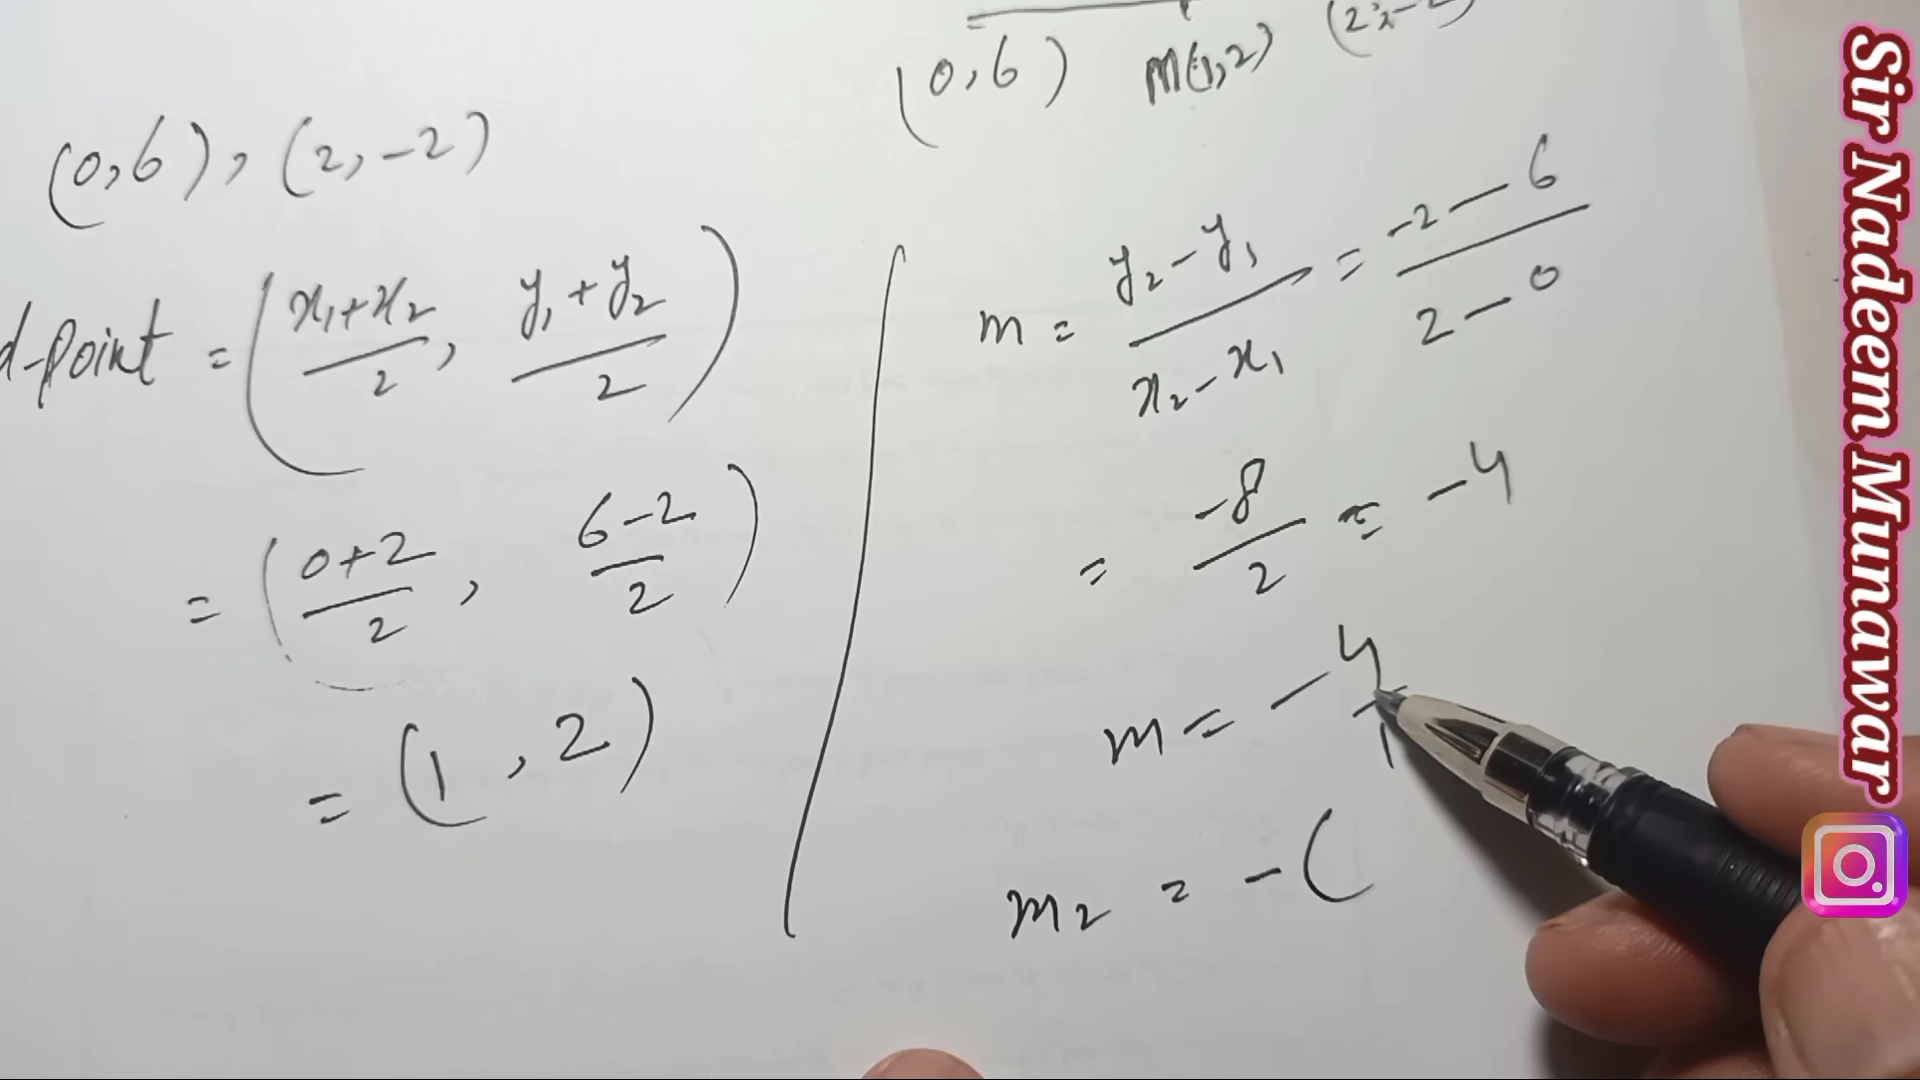 (0,6) M(1,2) (2,-2)
(0,6), (2,-2)
d-point = (x₁+x₂/2, y₁+y₂/2)
= (0+2/2, 6-2/2)
= (1, 2)
m = y₂-y₁/x₂-x₁ = -2-6/2-0
= -8/2 = -4
m = -4/1
m₂ = -(
Sir Nadeem Munawar